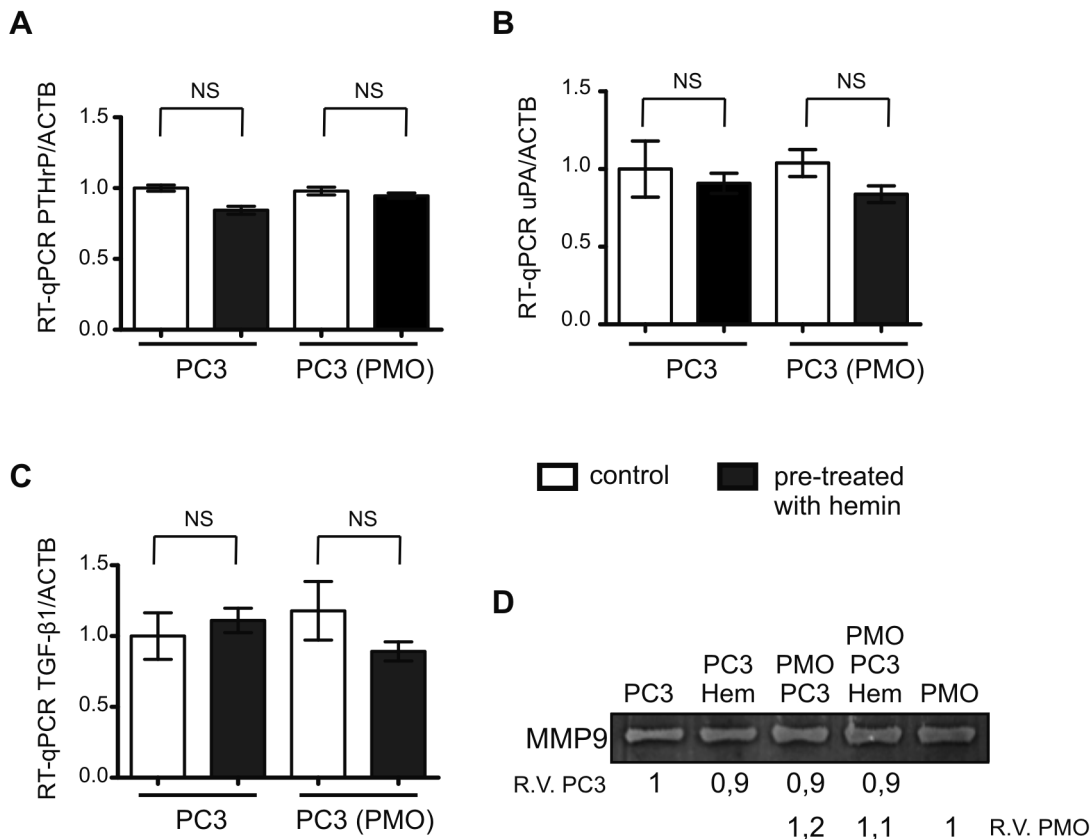 A
NS NS
RT-qPCR PTHrP/ACTB
1.5
1.0
0.5
0.0
PC3 PC3 (PMO)
B
NS NS
RT-qPCR uPA/ACTB
1.5
1.0
0.5
0.0
PC3 PC3 (PMO)
C
NS NS
RT-qPCR TGF-β1/ACTB
1.5
1.0
0.5
0.0
PC3 PC3 (PMO)
control
pre-treated
with hemin
D
PC3
PC3
Hem
PMO
PC3
PMO
PC3
Hem
PMO
MMP9
R.V. PC3 1 0,9 0,9 0,9
1,2 1,1 1 R.V. PMO